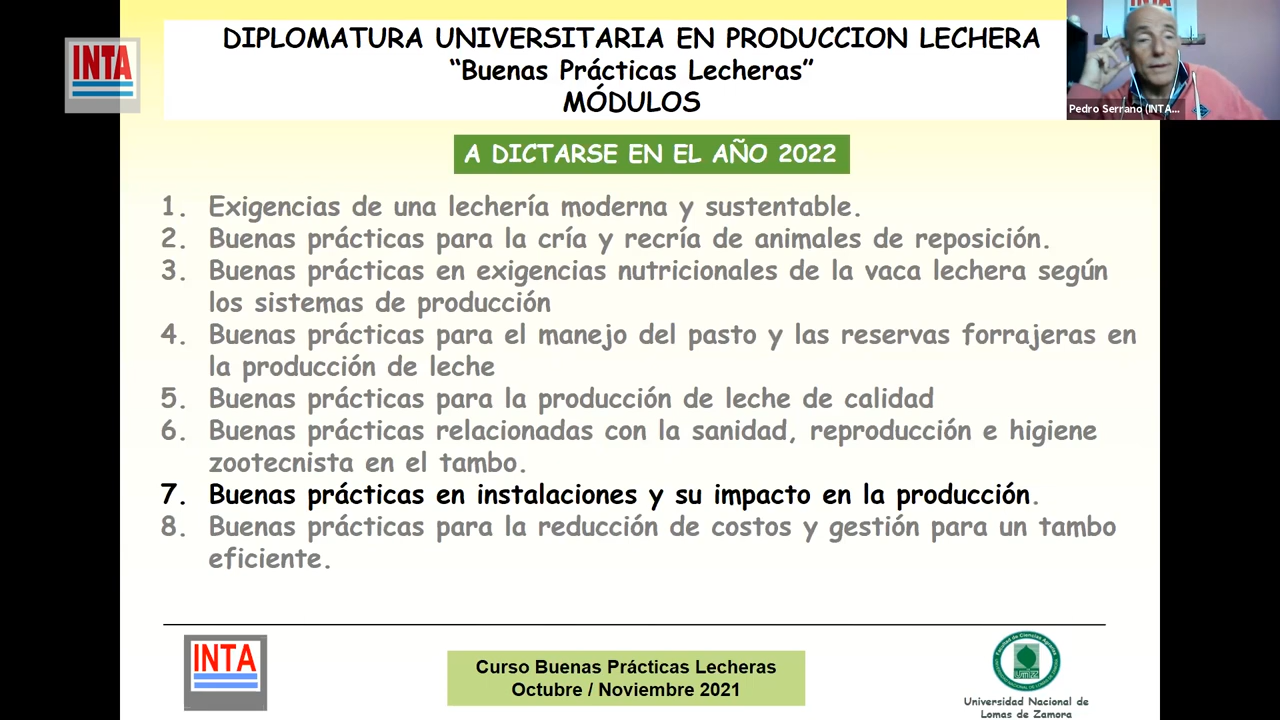 DIPLOMATURA UNIVERSITARIA EN PRODUCCION LECHERA
“Buenas Prácticas Lecheras”
MÓDULOS
INTA
INTA
Pedro Serrano (INTA...
A DICTARSE EN EL AÑO 2022
1. Exigencias de una lechería moderna y sustentable.
2. Buenas prácticas para la cría y recría de animales de reposición.
3. Buenas prácticas en exigencias nutricionales de la vaca lechera según
los sistemas de producción
4. Buenas prácticas para el manejo del pasto y las reservas forrajeras en
la producción de leche
5. Buenas prácticas para la producción de leche de calidad
6. Buenas prácticas relacionadas con la sanidad, reproducción e higiene
zootecnista en el tambo.
7. Buenas prácticas en instalaciones y su impacto en la producción.
8. Buenas prácticas para la reducción de costos y gestión para un tambo
eficiente.
INTA
Curso Buenas Prácticas Lecheras
Octubre / Noviembre 2021
Universidad Nacional de
Lomas de Zamora